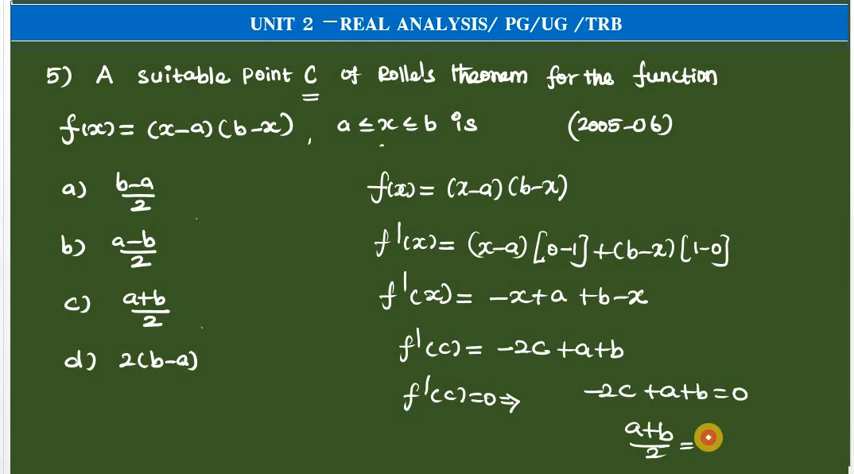 UNIT 2 –REAL ANALYSIS/ PG/UG /TRB
5) A suitable point C of Rolle's theorem for the function
f(x) = (x-a)(b-x), a ≤ x ≤ b is (2005-06)
a) b-a/2
f(x) = (x-a)(b-x)
b) a-b/2
f'(x) = (x-a)[0-1]+(b-x)[1-0]
c) a+b/2
f'(x) = -x+a+b-x
f'(c) = -2c+a+b
d) 2(b-a)
f'(c)=0⇒ -2c+a+b=0
a+b/2 =